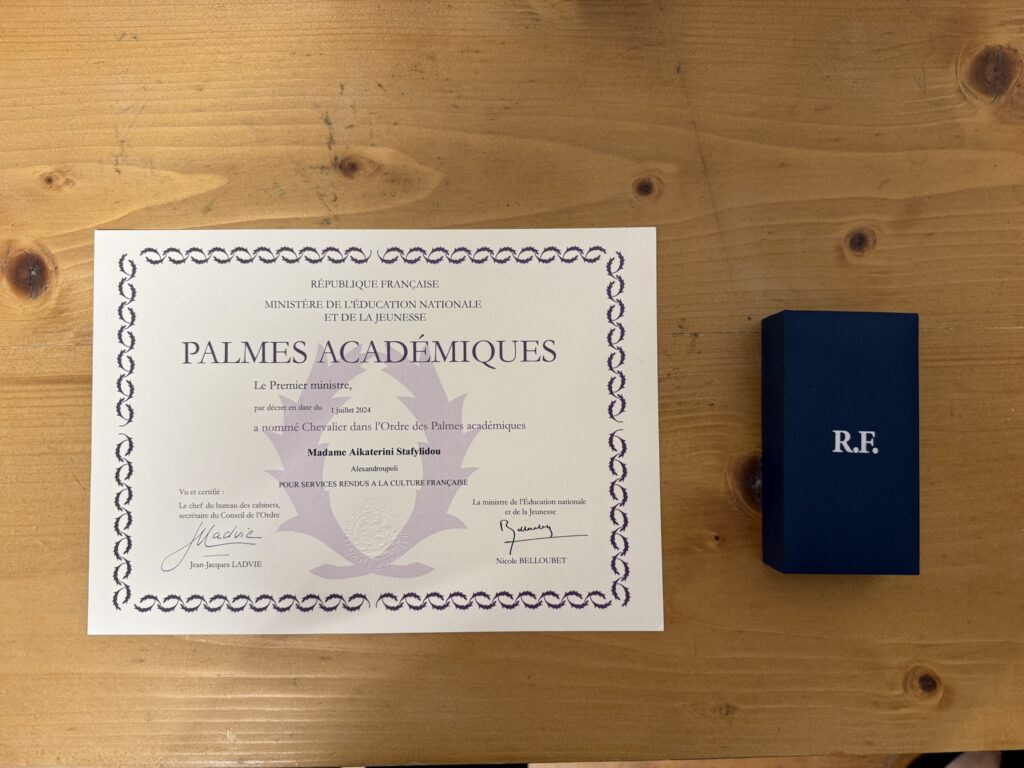 RÉPUBLIQUE FRANÇAISE
MINISTÈRE DE L'ÉDUCATION NATIONALE
ET DE LA JEUNESSE
PALMES ACADÉMIQUES
Le Premier ministre,
par décret en date du 1 juillet 2024
a nommé Chevalier dans l'Ordre des Palmes académiques
Madame Aikaterini Stafylidou
Alexandroupoli
POUR SERVICES RENDUS A LA CULTURE FRANÇAISE
Vu et certifié :
Le chef du bureau des cabinets,
secrétaire du Conseil de l'Ordre
JLadvie
Jean-Jacques LADVIE
La ministre de l'Éducation nationale
et de la Jeunesse
Nicole BELLOUBET
R.F.